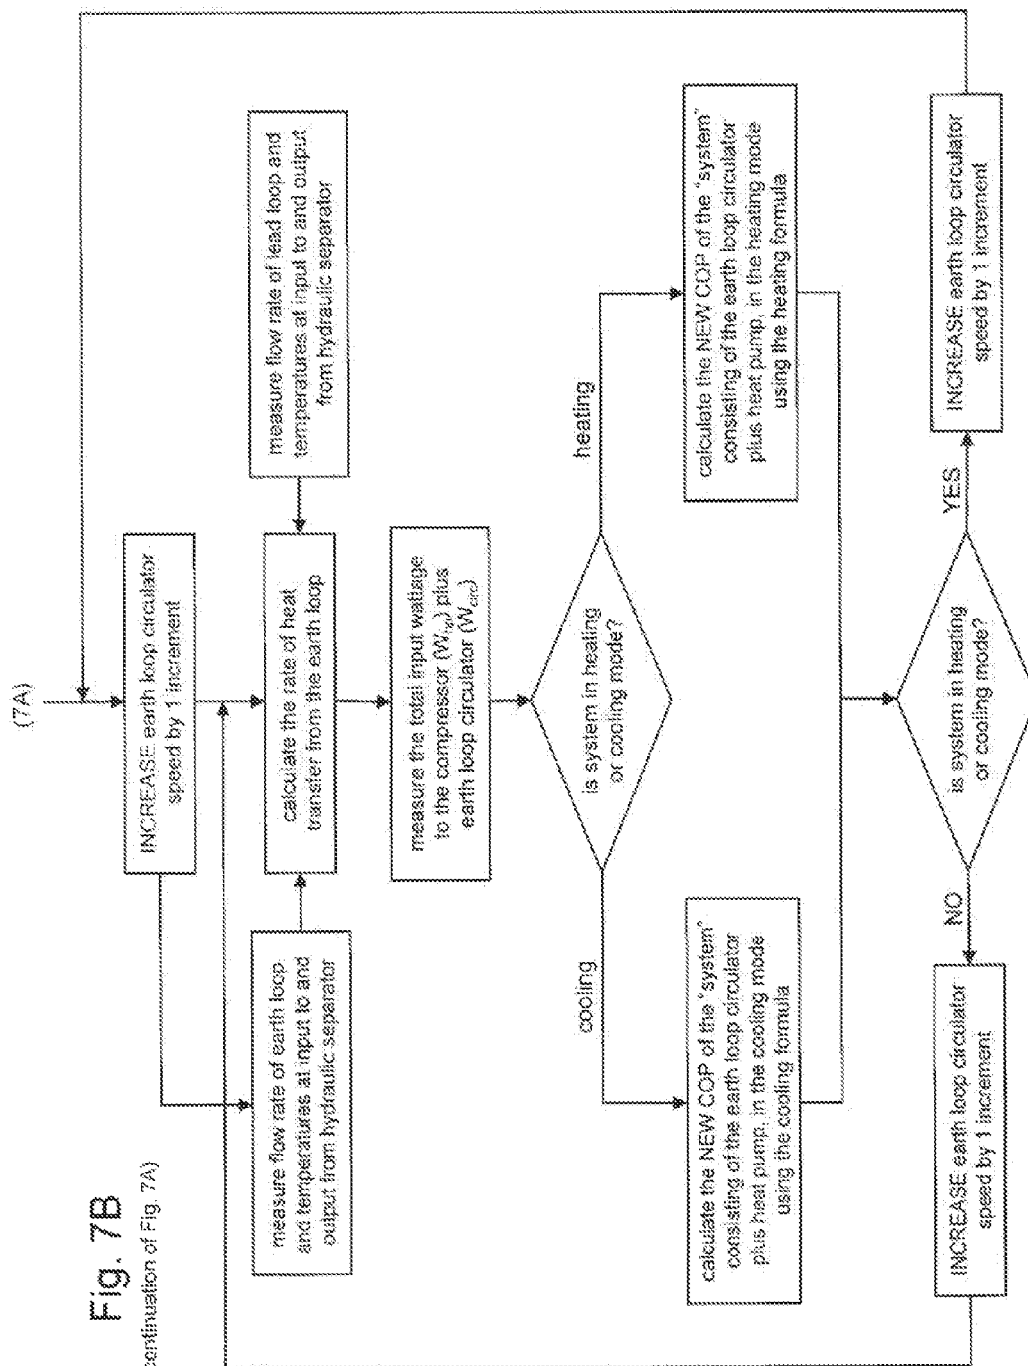 Fig. 7B
continuation of Fig. 7A)
(7A)
INCREASE earth loop circulator
speed by 1 increment
measure flow rate of earth loop
and temperatures at input to and
output from hydraulic separator
calculate the rate of heat
transfer from the earth loop
measure flow rate of lead loop and
temperatures at input to and output
from hydraulic separator
measure the total input wattage
to the compressor (W) plus
earth loop circulator (Wcirc)
is system in heating
or cooling mode?
cooling
heating
calculate the NEW COP of the "system"
consisting of the earth loop circulator
plus heat pump, in the cooling mode
using the cooling formula
calculate the NEW COP of the "system"
consisting of the earth loop circulator
plus heat pump, in the heating mode
using the heating formula
is system in heating
or cooling mode?
NO
YES
INCREASE earth loop circulator
speed by 1 increment
INCREASE earth loop circulator
speed by 1 increment